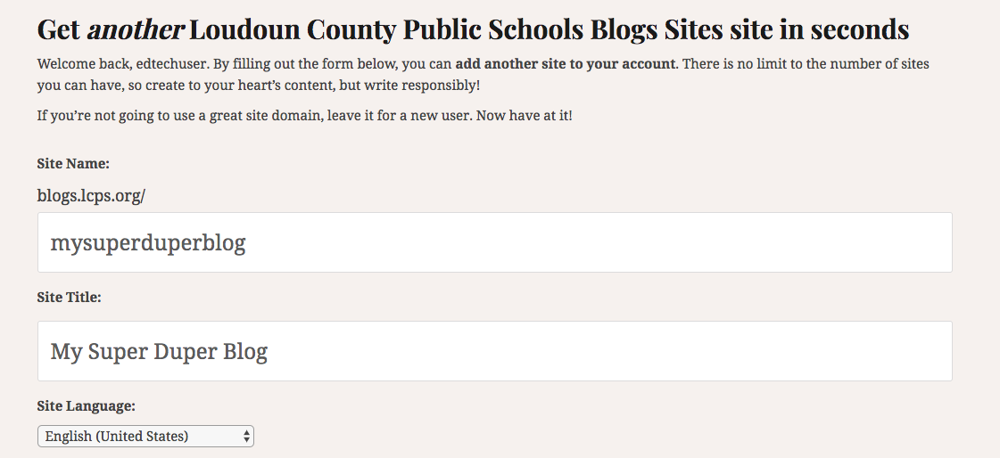 Get another Loudoun County Public Schools Blogs Sites site in seconds
Welcome back, edtechuser. By filling out the form below, you can add another site to your account. There is no limit to the number of sites
you can have, so create to your heart’s content, but write responsibly!
If you’re not going to use a great site domain, leave it for a new user. Now have at it!
Site Name:
blogs.lcps.org/
mysuperduperblog
Site Title:
My Super Duper Blog
Site Language:
English (United States)